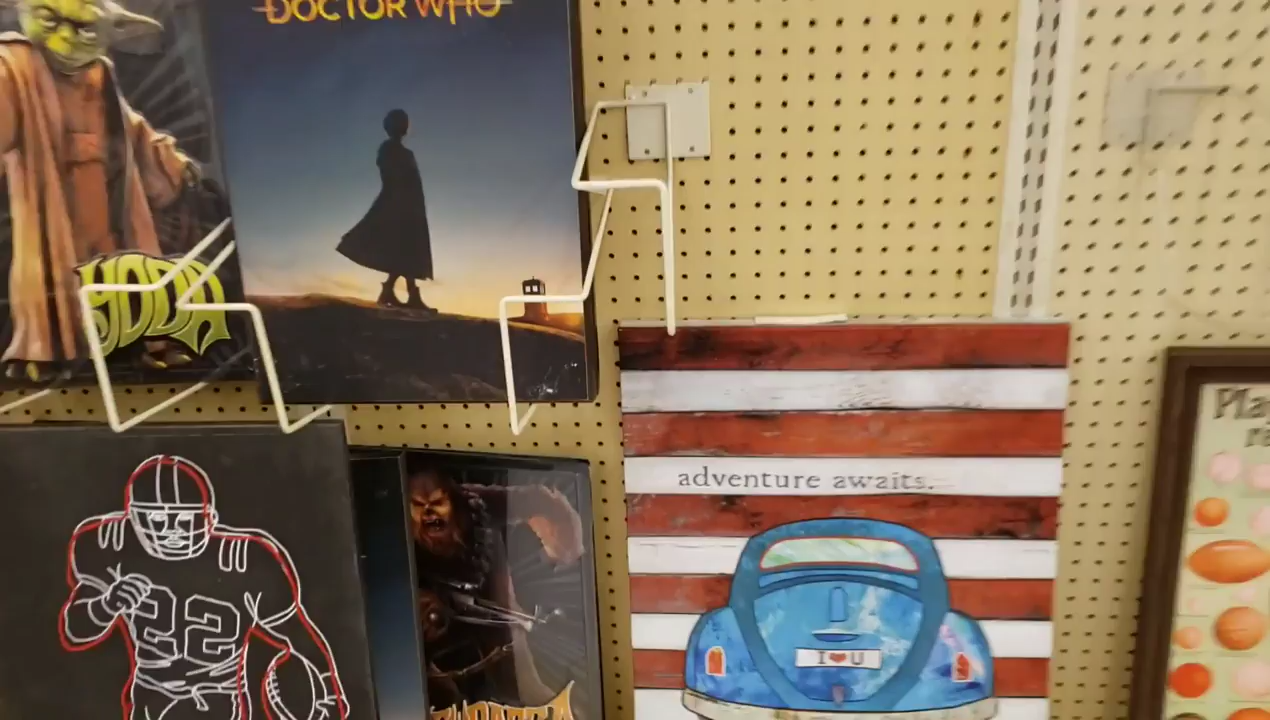 DOCTOR WHO
YODA
adventure awaits.
22
I ❤ U